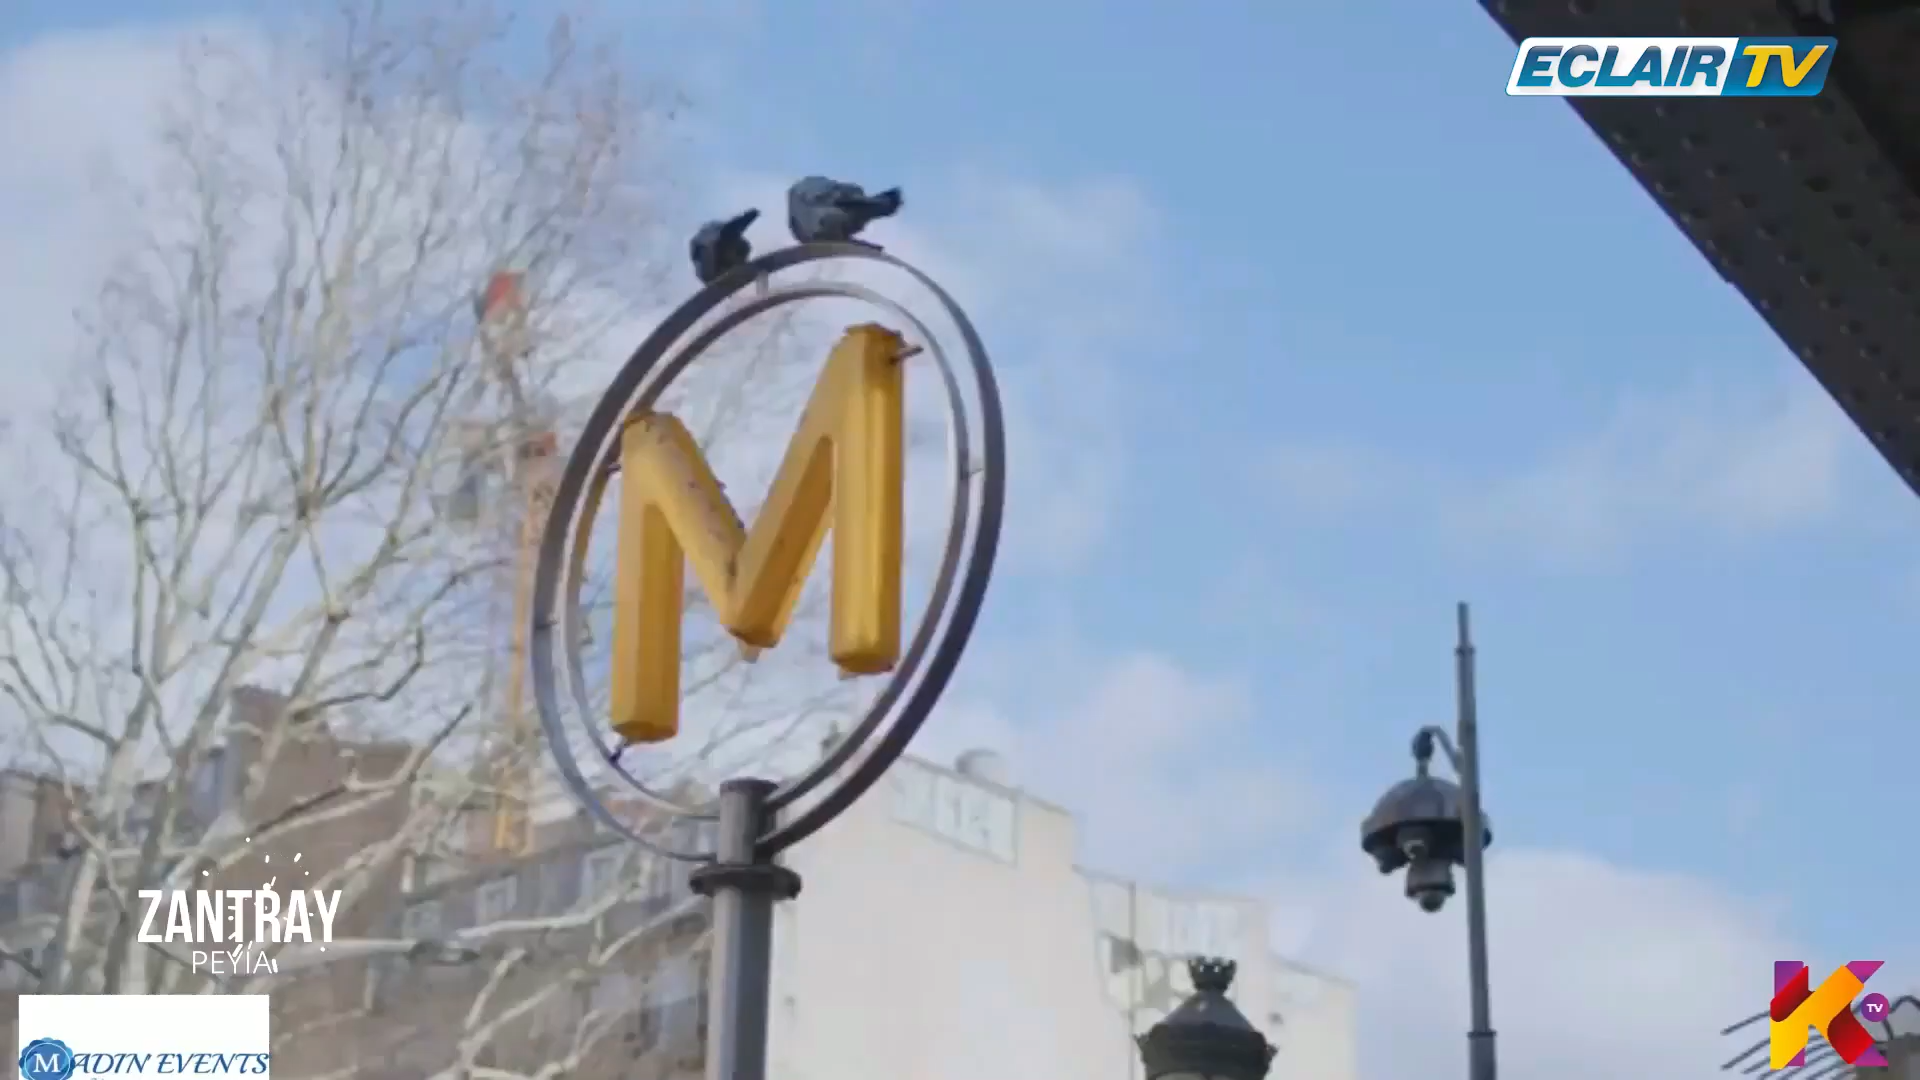 ECLAIR TV
M
ZANTRAY
PEYIA
MADIN EVENTS
K TV